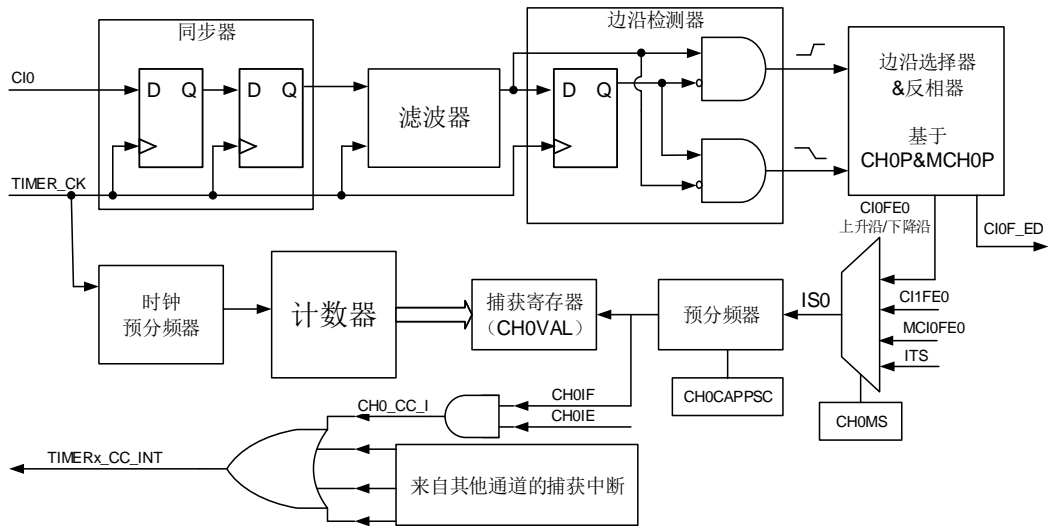 同步器
边沿检测器
CI0
D Q
D Q
滤波器
D Q
边沿选择器
&反相器
基于
CH0P&MCH0P
TIMER_CK
CI0FE0
上升沿/下降沿
CI0F_ED
时钟
预分频器
计数器
捕获寄存器
（CH0VAL）
预分频器
IS0
CI1FE0
MCI0FE0
ITS
CH0CAPPSC
CH0MS
CH0_CC_I
CH0IF
CH0IE
TIMERx_CC_INT
来自其他通道的捕获中断